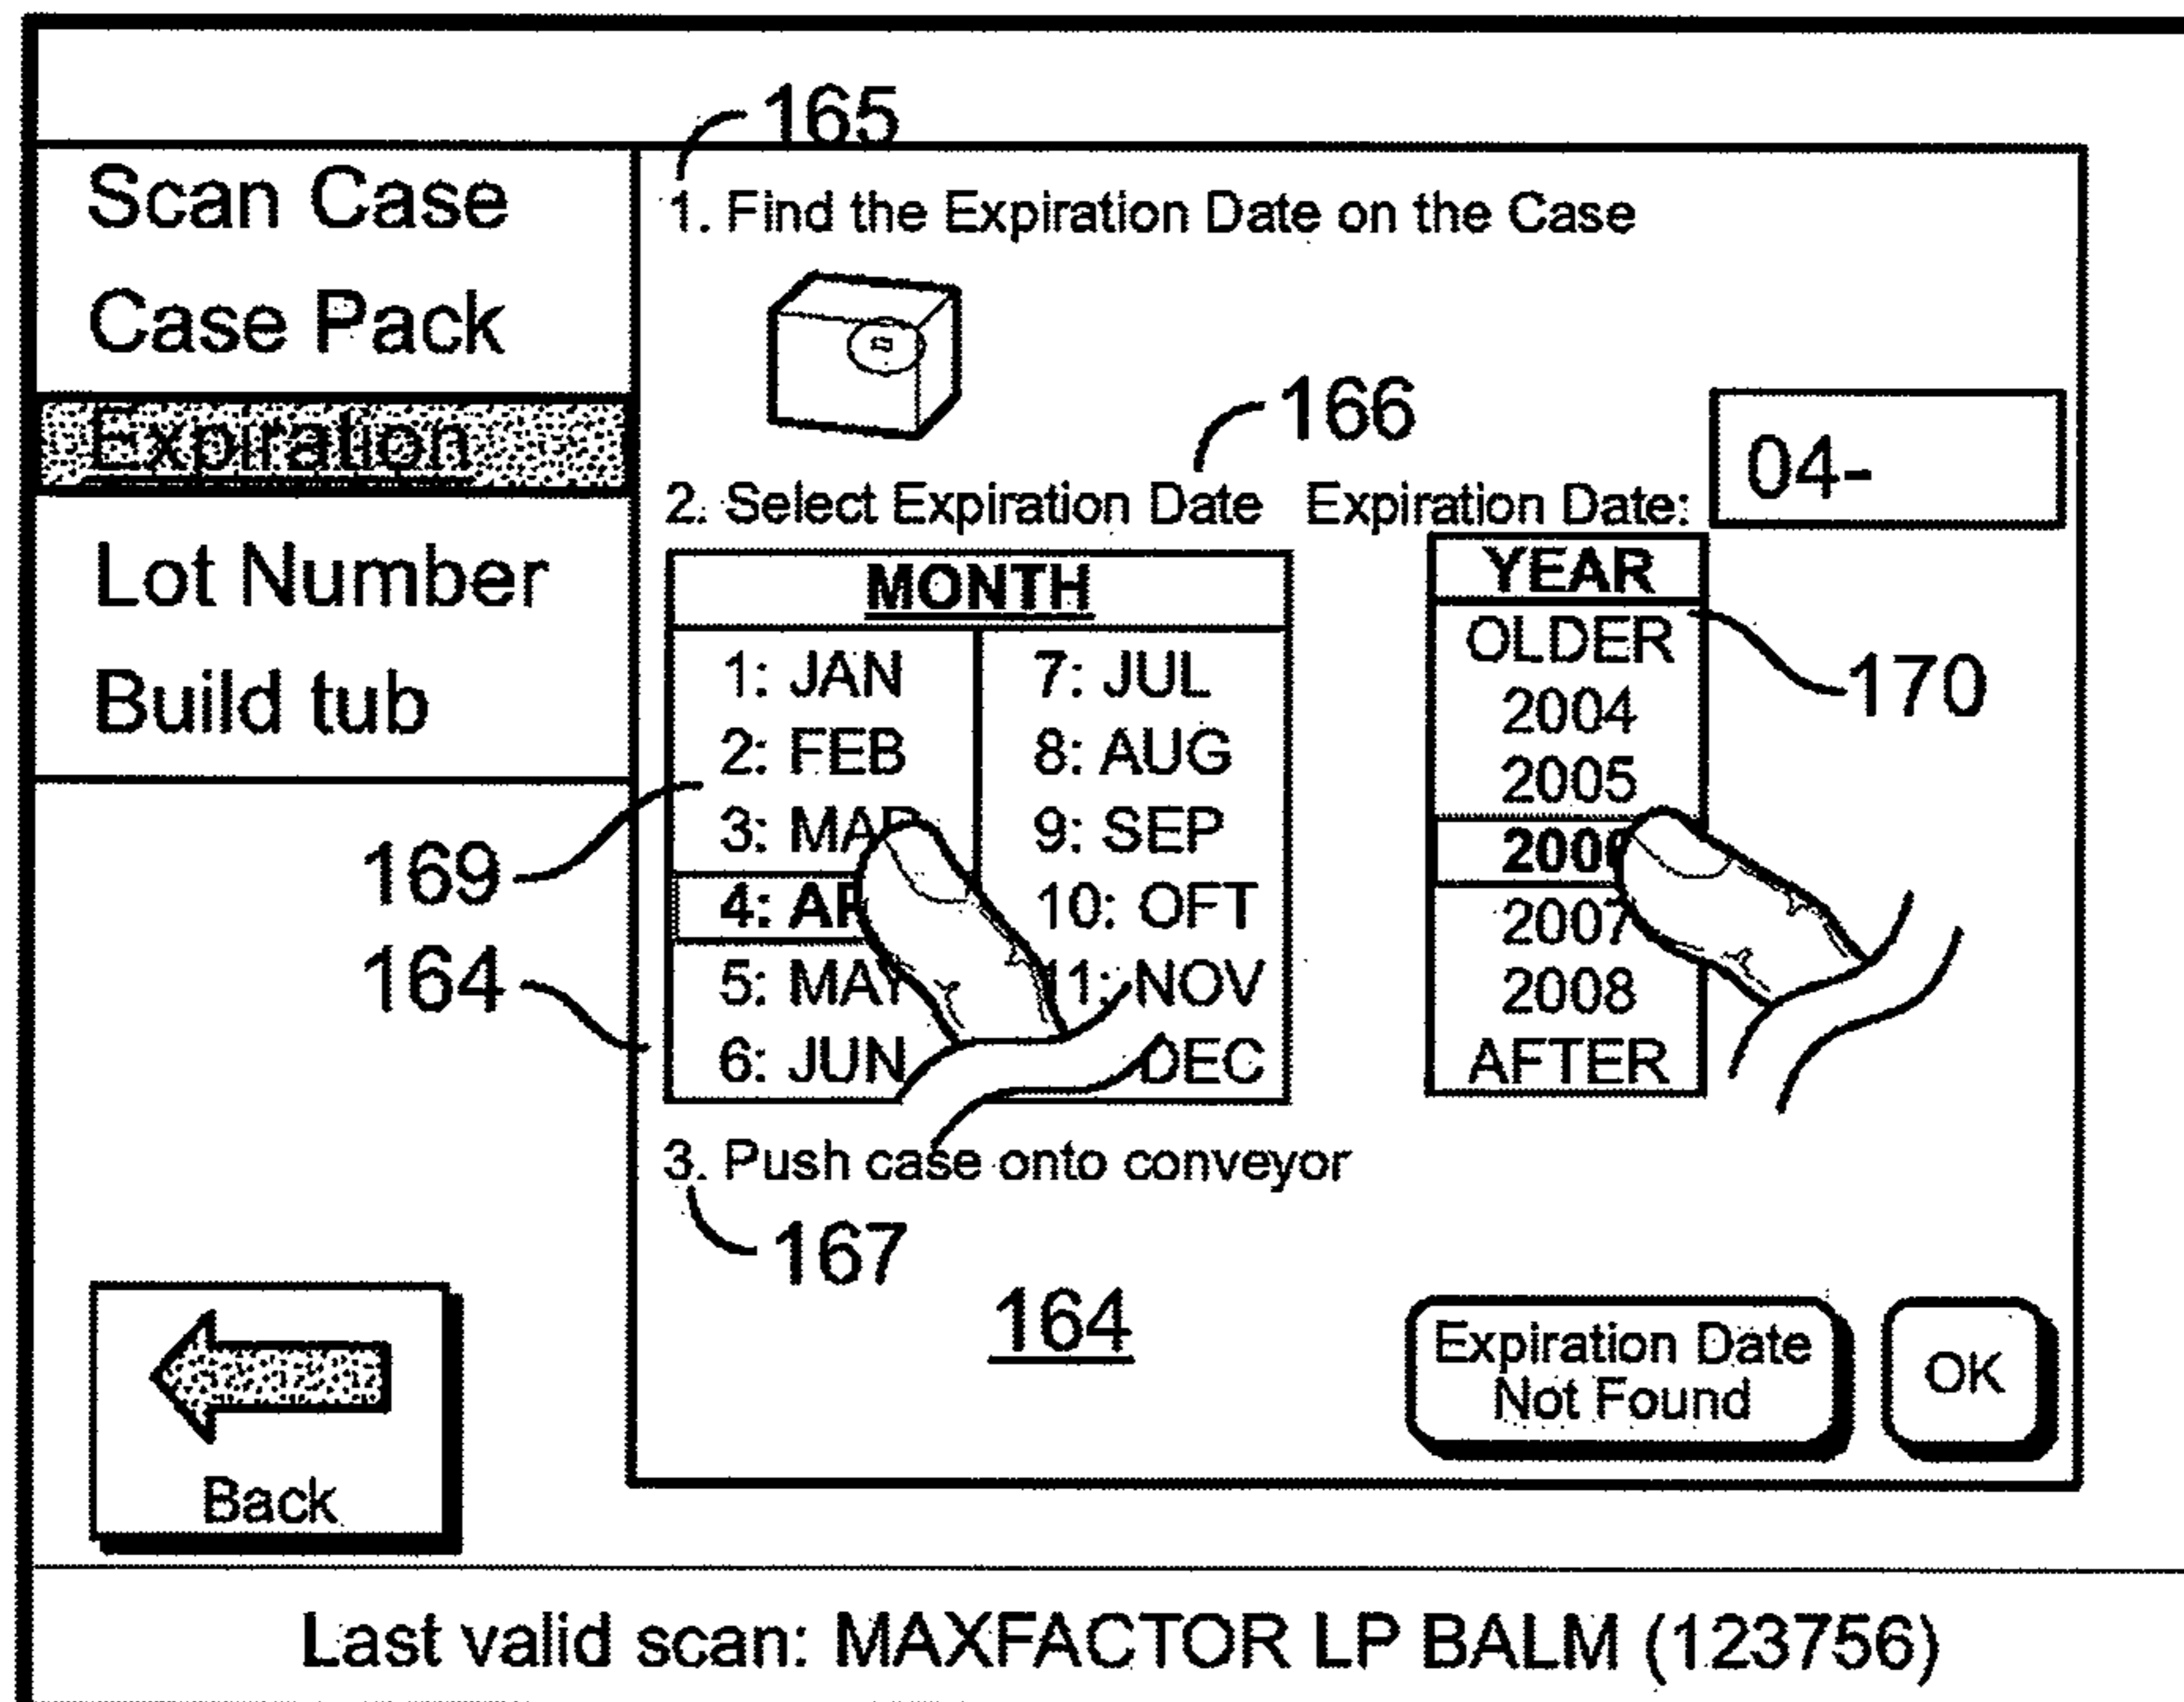 165
Scan Case
Case Pack
Expiration
Lot Number
Build tub
1. Find the Expiration Date on the Case
166
2. Select Expiration Date Expiration Date: 04-
MONTH
1: JAN 7: JUL
2: FEB 8: AUG
3: MAR 9: SEP
4: AP 10: OFT
5: MAY 11: NOV
6: JUN DEC
YEAR
OLDER
2004
2005
200
2007
2008
AFTER
170
169
164
3. Push case onto conveyor
167
164
Expiration Date
Not Found
OK
Back
Last valid scan: MAXFACTOR LP BALM (123756)